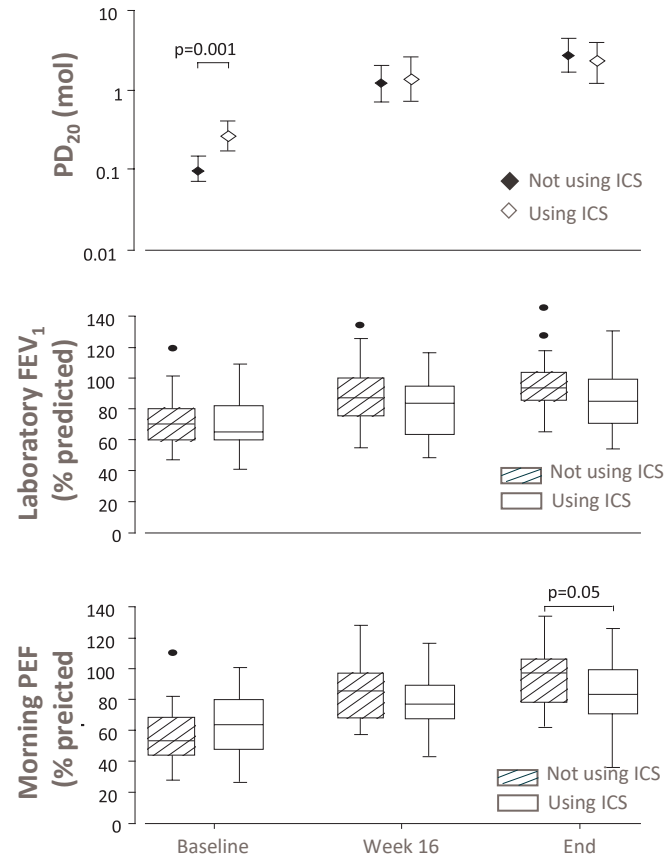 PD20 (mol)
10
1
0.1
0.01
p=0.001
Not using ICS
Using ICS
Laboratory FEV1
(% predicted)
140
120
100
80
60
40
20
0
Not using ICS
Using ICS
Morning PEF
(% preicted
140
120
100
80
60
40
20
0
p=0.05
Not using ICS
Using ICS
Baseline
Week 16
End